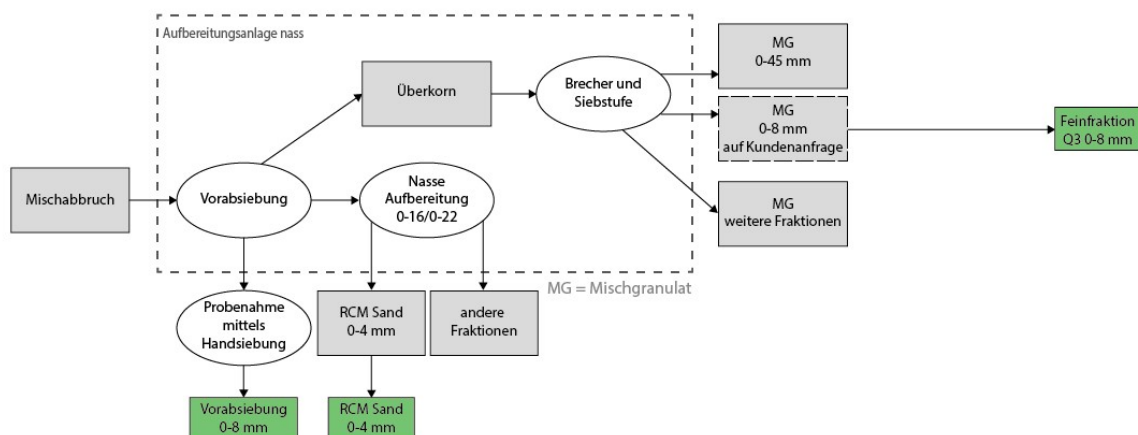 Aufbereitungsanlage nass
Mischabbruch
Vorabsiebung
Überkorn
Brecher und
Siebstufe
MG
0-45 mm
MG
0-8 mm
auf Kundenanfrage
Feinfraktion
Q3 0-8 mm
Nasse
Aufbereitung
0-16/0-22
MG
weitere Fraktionen
MG = Mischgranulat
Probenahme
mittels
Handsiebung
RCM Sand
0-4 mm
andere
Fraktionen
Vorabsiebung
0-8 mm
RCM Sand
0-4 mm